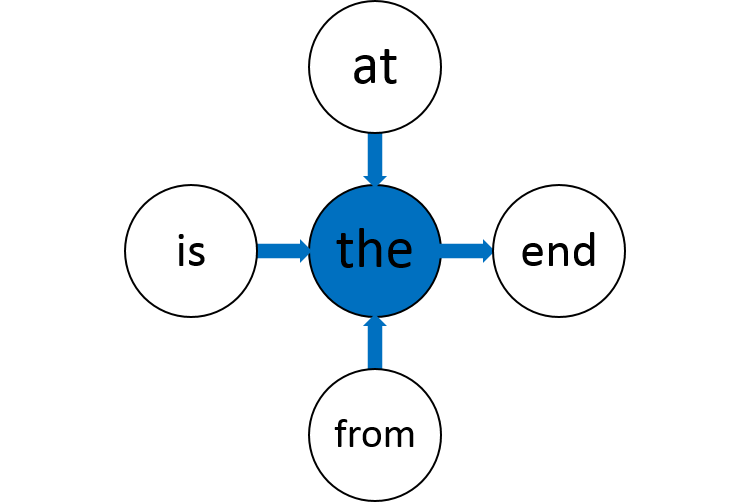 at
is the end
from